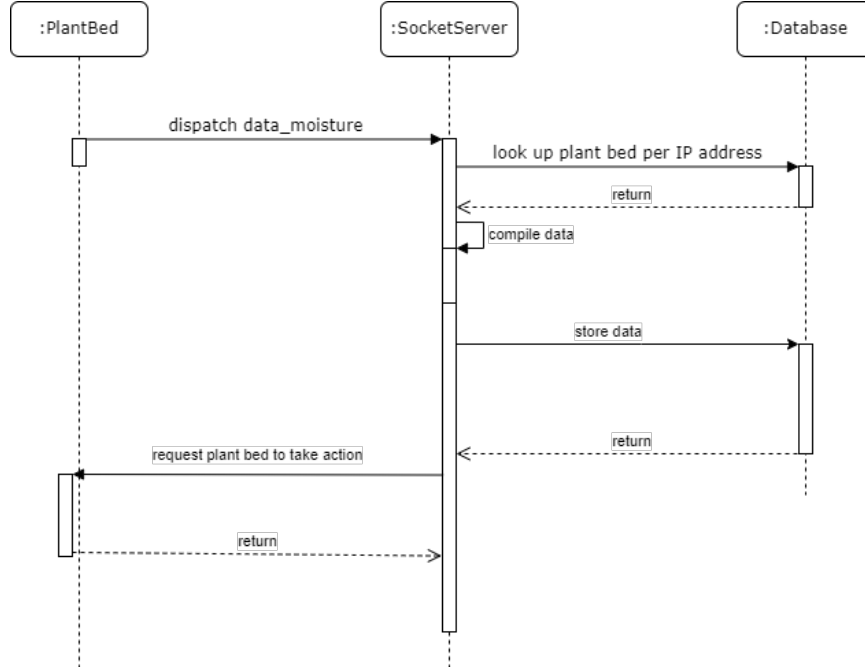 :PlantBed
:SocketServer
:Database
dispatch data_moisture
look up plant bed per IP address
return
compile data
store data
return
request plant bed to take action
return